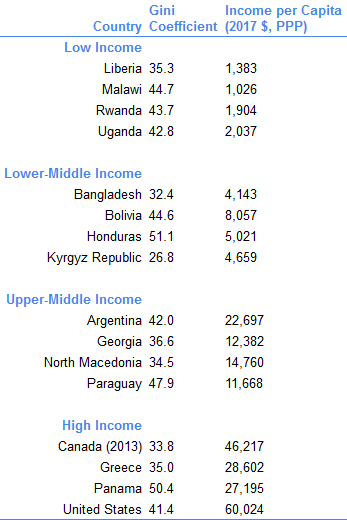 Gini Income per Capita
Country Coefficient (2017 $, PPP)
Low Income
Liberia 35.3 1,383
Malawi 44.7 1,026
Rwanda 43.7 1,904
Uganda 42.8 2,037
Lower-Middle Income
Bangladesh 32.4 4,143
Bolivia 44.6 8,057
Honduras 51.1 5,021
Kyrgyz Republic 26.8 4,659
Upper-Middle Income
Argentina 42.0 22,697
Georgia 36.6 12,382
North Macedonia 34.5 14,760
Paraguay 47.9 11,668
High Income
Canada (2013) 33.8 46,217
Greece 35.0 28,602
Panama 50.4 27,195
United States 41.4 60,024